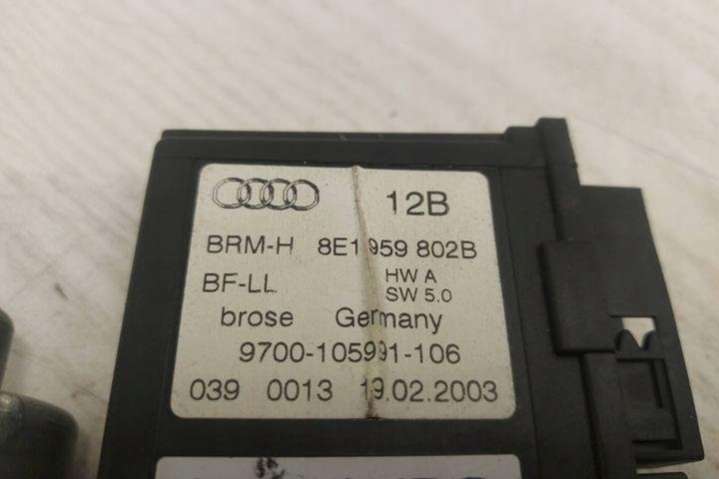 12B
BRM-H 8E1 959 802B
BF-LL HW A
SW 5.0
brose Germany
9700-105991-106
039 0013 19.02.2003